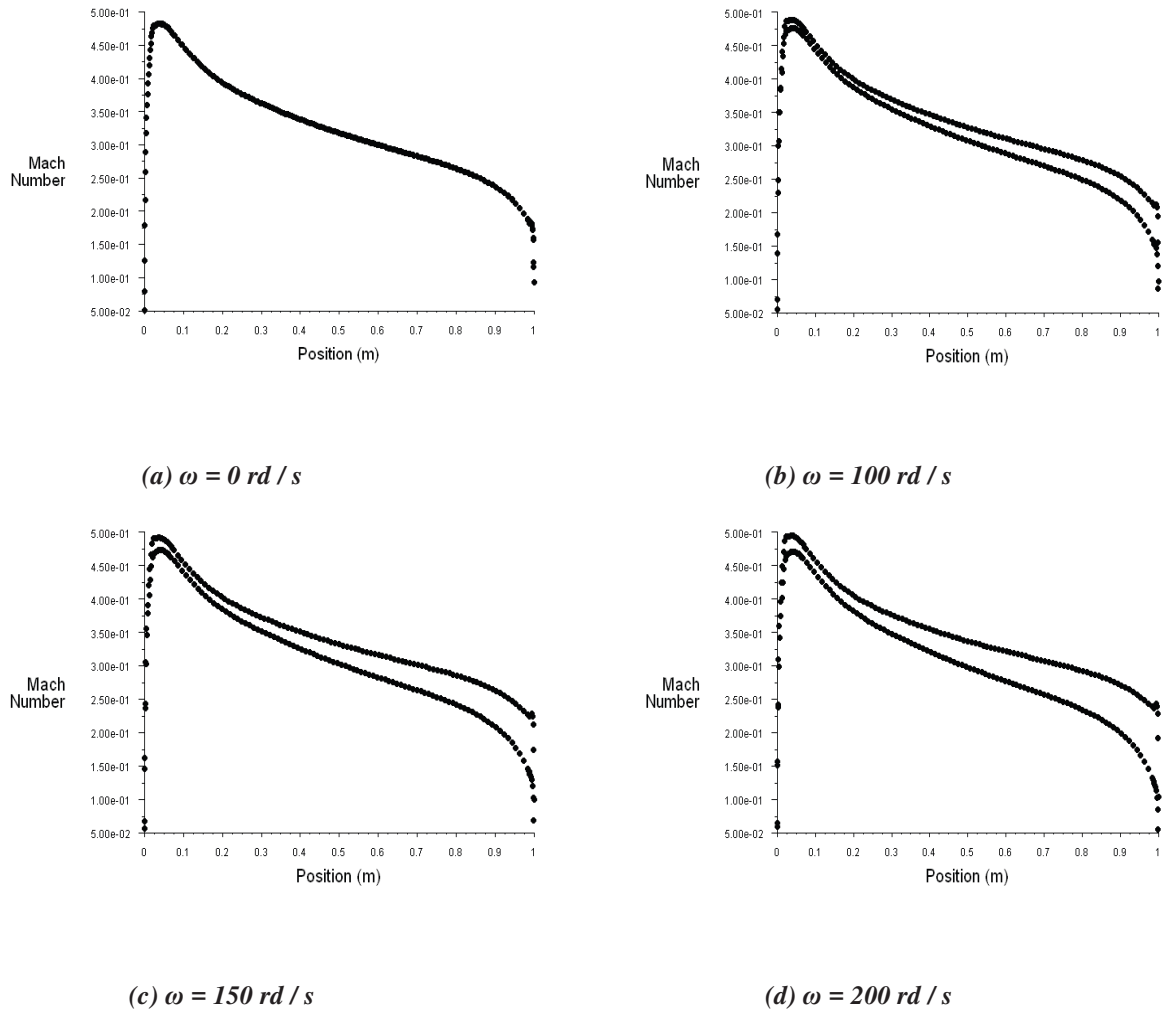 5.00e-01
4.50e-01
4.00e-01
3.50e-01
3.00e-01
2.50e-01
2.00e-01
1.50e-01
1.00e-01
5.00e-02
Mach
Number
0 0.1 0.2 0.3 0.4 0.5 0.6 0.7 0.8 0.9 1
Position (m)
(a) ω = 0 rd / s
5.00e-01
4.50e-01
4.00e-01
3.50e-01
3.00e-01
2.50e-01
2.00e-01
1.50e-01
1.00e-01
5.00e-02
Mach
Number
0 0.1 0.2 0.3 0.4 0.5 0.6 0.7 0.8 0.9 1
Position (m)
(b) ω = 100 rd / s
5.00e-01
4.50e-01
4.00e-01
3.50e-01
3.00e-01
2.50e-01
2.00e-01
1.50e-01
1.00e-01
5.00e-02
Mach
Number
0 0.1 0.2 0.3 0.4 0.5 0.6 0.7 0.8 0.9 1
Position (m)
(c) ω = 150 rd / s
5.00e-01
4.50e-01
4.00e-01
3.50e-01
3.00e-01
2.50e-01
2.00e-01
1.50e-01
1.00e-01
5.00e-02
Mach
Number
0 0.1 0.2 0.3 0.4 0.5 0.6 0.7 0.8 0.9 1
Position (m)
(d) ω = 200 rd / s